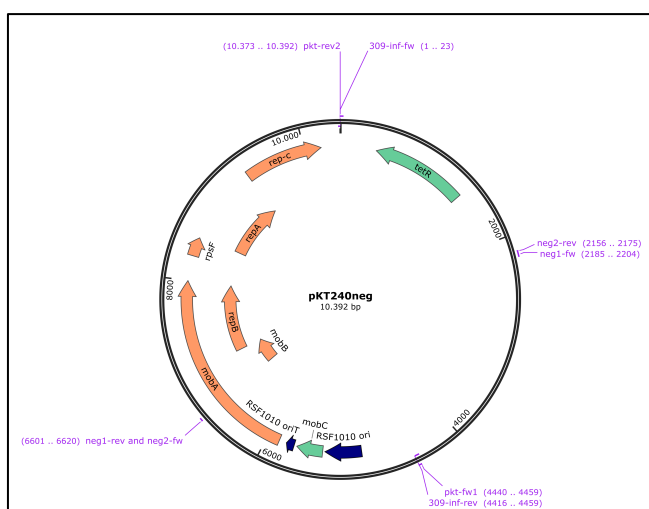 (10.373 .. 10.392) pkt-rev2
309-inf-fw (1 .. 23)
10.000
rep-c
tetR
repA
2000
rpsF
neg2-rev (2156 .. 2175)
neg1-fw (2185 .. 2204)
8000
pKT240neg
10.392 bp
repB
mobB
mobA
RSF1010 oriT
mobC
RSF1010 ori
4000
(6601 .. 6620) neg1-rev and neg2-fw
6000
pkt-fw1 (4440 .. 4459)
309-inf-rev (4416 .. 4459)